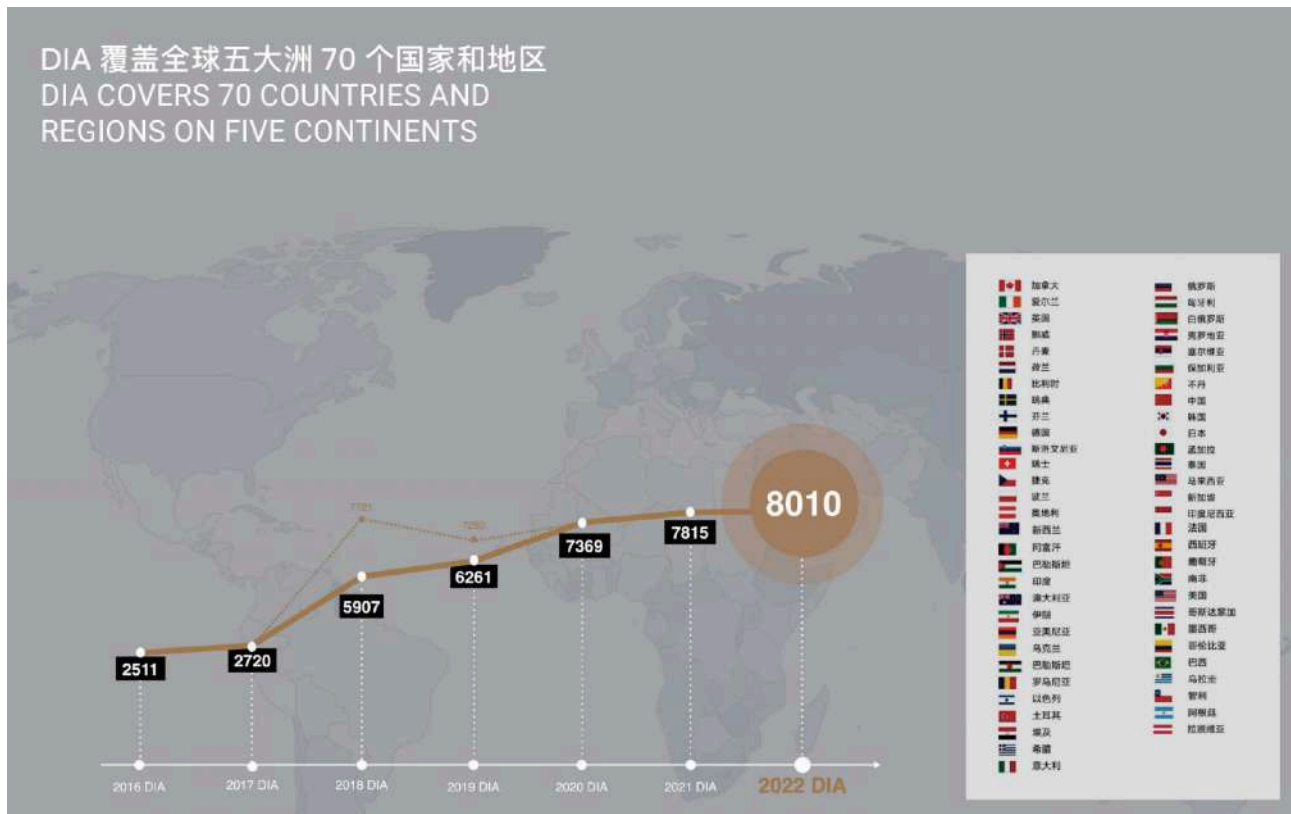 DIA 覆盖全球五大洲 70 个国家和地区
DIA COVERS 70 COUNTRIES AND
REGIONS ON FIVE CONTINENTS
7721
8010
7815
7369
6261
5907
2720
2511
2016 DIA
2017 DIA
2018 DIA
2019 DIA
2020 DIA
2021 DIA
2022 DIA
加拿大
爱尔兰
英国
挪威
丹麦
荷兰
比利时
瑞典
芬兰
德国
斯洛文尼亚
瑞士
捷克
波兰
奥地利
新西兰
阿富汗
巴勒斯坦
印度
澳大利亚
伊朗
亚美尼亚
乌克兰
罗马尼亚
以色列
土耳其
埃及
希腊
意大利
俄罗斯
匈牙利
白俄罗斯
克罗地亚
塞尔维亚
保加利亚
不丹
中国
韩国
日本
孟加拉
泰国
马来西亚
新加坡
印度尼西亚
法国
西班牙
葡萄牙
南非
美国
哥斯达黎加
墨西哥
哥伦比亚
巴西
乌拉圭
智利
阿根廷
拉脱维亚